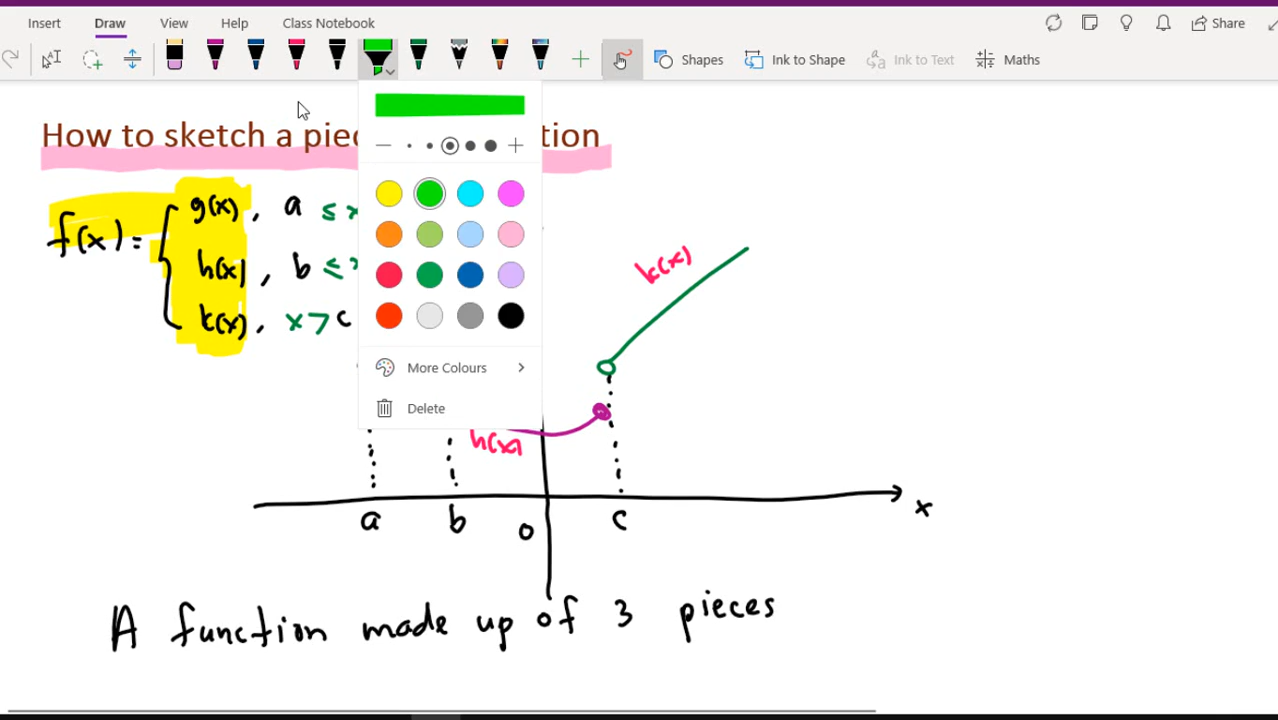 Insert Draw View Help Class Notebook Share
Shapes Ink to Shape Ink to Text Maths
How to sketch a piec tion
f(x) = g(x), a ≤ x
h(x), b ≤
k(x), x > c
More Colours
Delete
k(x)
h(x)
a b o c x
A function made up of 3 pieces